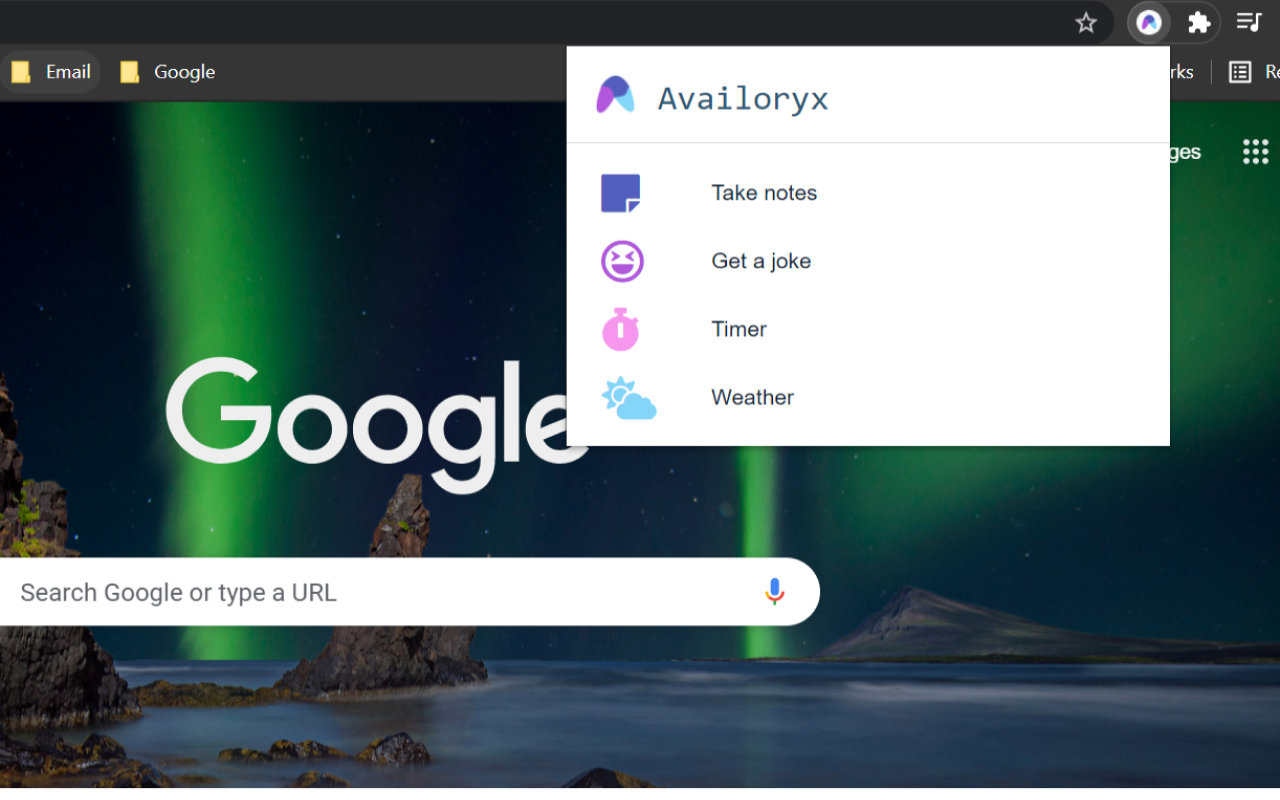 Email
Google
rks
Re
Availoryx
ges
Take notes
Get a joke
Timer
Weather
Google
Search Google or type a URL